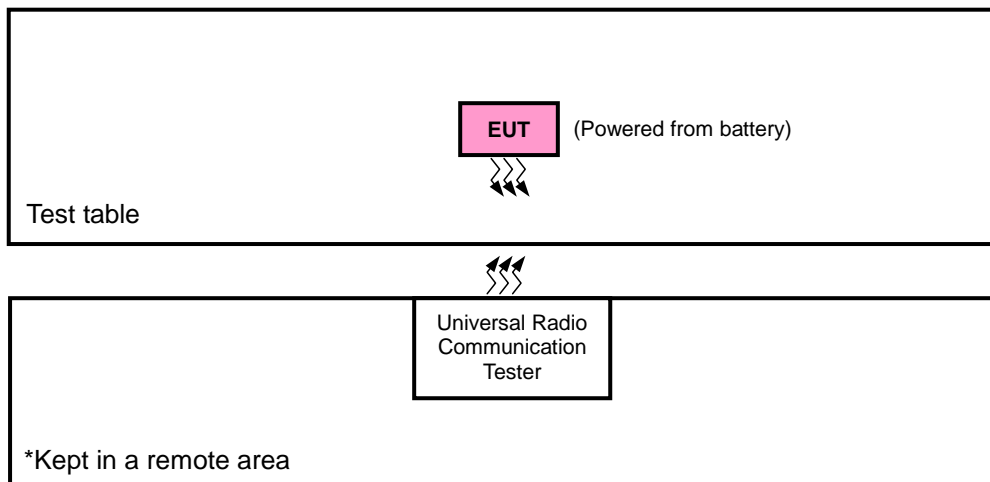 EUT
(Powered from battery)
Test table
Universal Radio
Communication
Tester
*Kept in a remote area